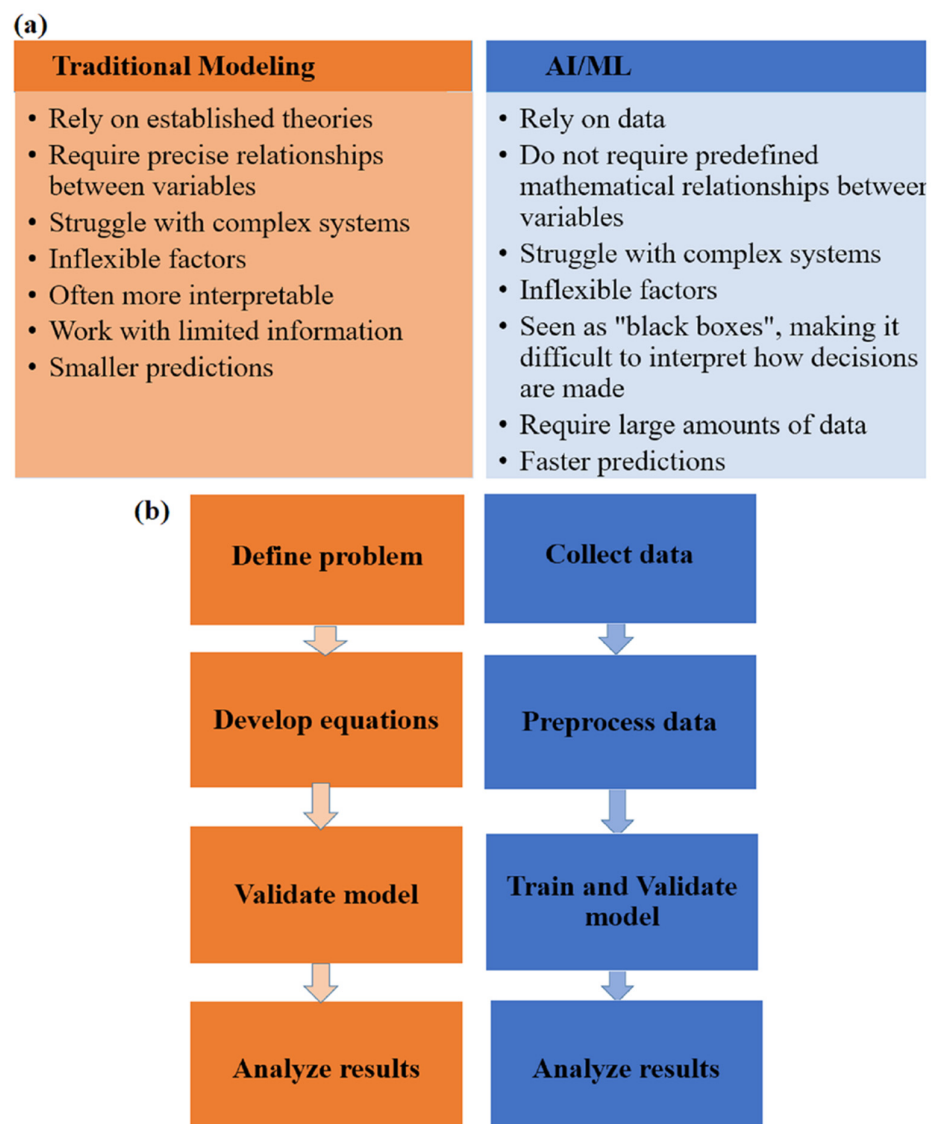 (a)
Traditional Modeling
• Rely on established theories
• Require precise relationships
between variables
• Struggle with complex systems
• Inflexible factors
• Often more interpretable
• Work with limited information
• Smaller predictions
AI/ML
• Rely on data
• Do not require predefined
mathematical relationships between
variables
• Struggle with complex systems
• Inflexible factors
• Seen as "black boxes", making it
difficult to interpret how decisions
are made
• Require large amounts of data
• Faster predictions
(b)
Define problem
Develop equations
Validate model
Analyze results
Collect data
Preprocess data
Train and Validate
model
Analyze results